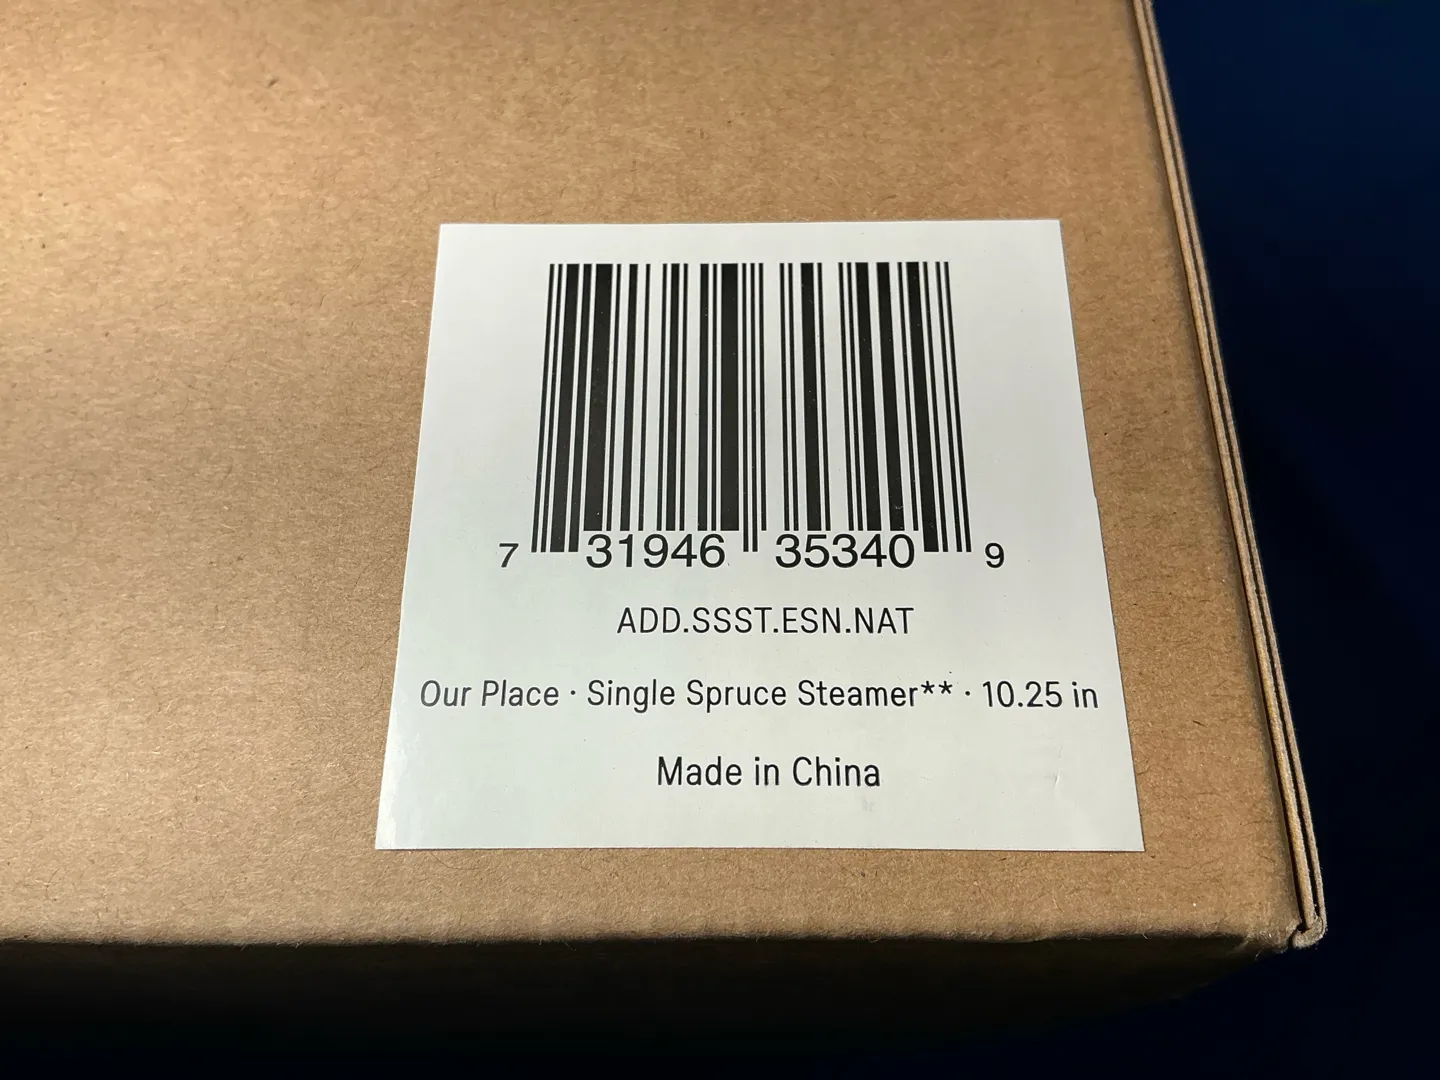 7 31946 35340 9
ADD.SSST.ESN.NAT
Our Place · Single Spruce Steamer** · 10.25 in
Made in China